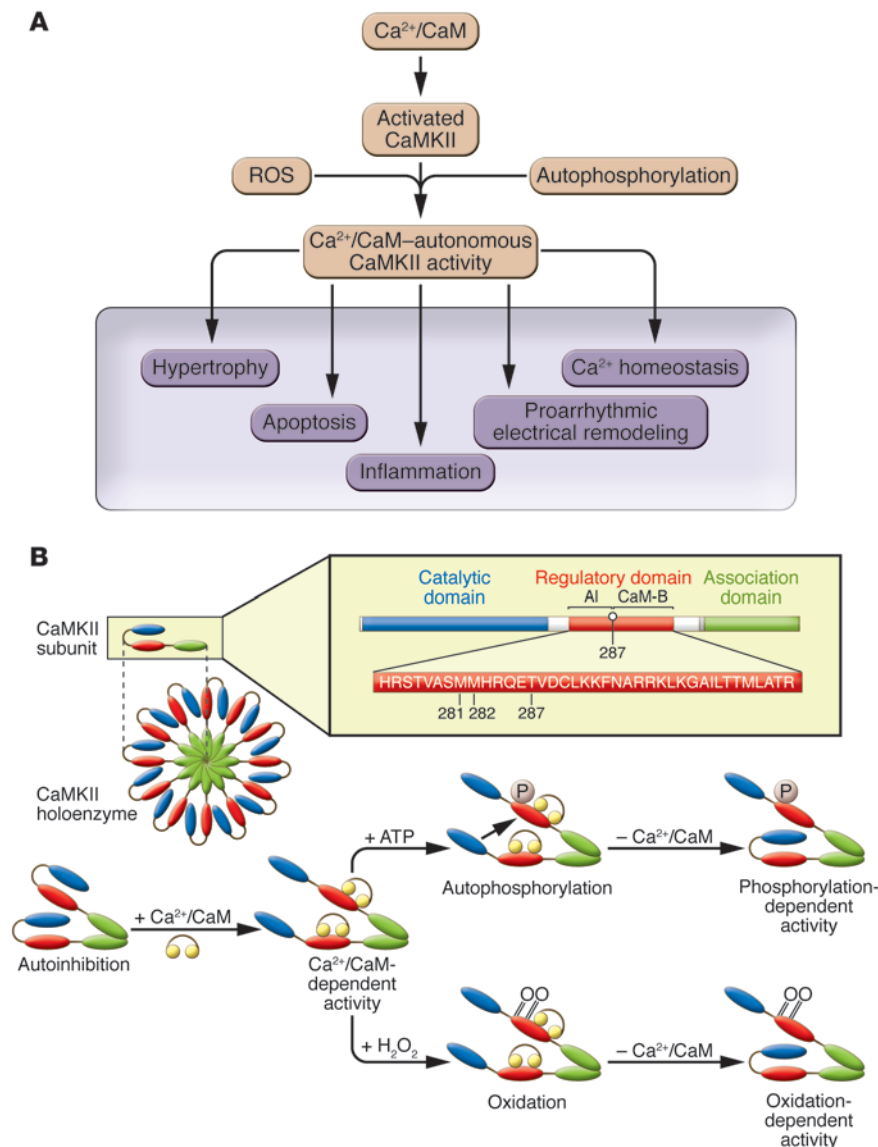 A
Ca²⁺/CaM
Activated
CaMKII
ROS
Autophosphorylation
Ca²⁺/CaM–autonomous
CaMKII activity
Hypertrophy
Ca²⁺ homeostasis
Apoptosis
Proarrhythmic
electrical remodeling
Inflammation
B
Catalytic
domain
Regulatory domain
Association
domain
AI
CaM-B
287
HRSTVASMMHRQETVDCLKKFNARRKLKGAILTTMLATR
281
282
287
CaMKII
subunit
CaMKII
holoenzyme
+ ATP
P
– Ca²⁺/CaM
P
Autophosphorylation
Phosphorylation-
dependent
activity
+ Ca²⁺/CaM
Autoinhibition
Ca²⁺/CaM-
dependent
activity
OO
OO
+ H₂O₂
– Ca²⁺/CaM
Oxidation
Oxidation-
dependent
activity